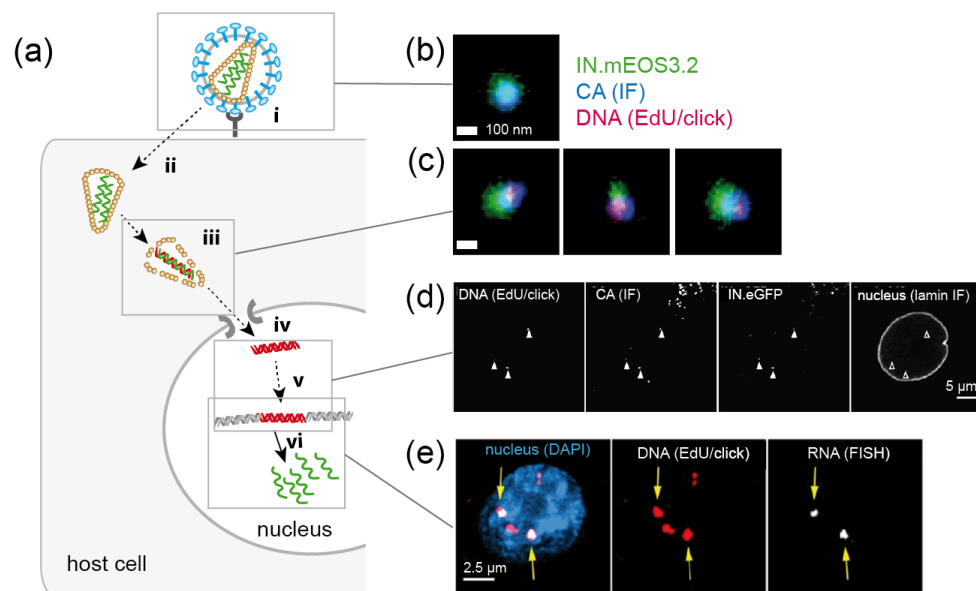 (a)
i
ii
iii
iv
v
vi
nucleus
host cell
(b)
100 nm
IN.mEOS3.2
CA (IF)
DNA (EdU/click)
(c)
(d)
DNA (EdU/click)
CA (IF)
IN.eGFP
nucleus (lamin IF)
5 µm
(e)
nucleus (DAPI)
DNA (EdU/click)
RNA (FISH)
2.5 µm